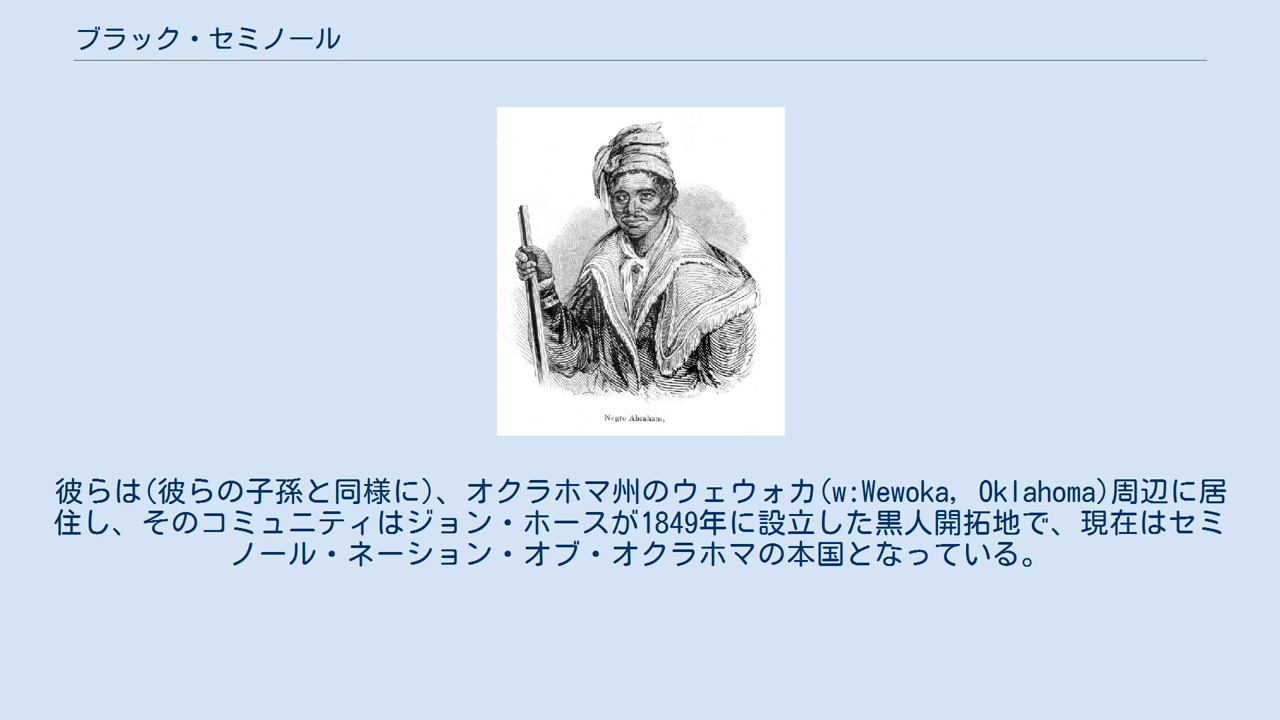 ブラック・セミノール
Negro Abraham,
彼らは(彼らの子孫と同様に)、オクラホマ州のウェウォカ(w:Wewoka, Oklahoma)周辺に居
住し、そのコミュニティはジョン・ホースが1849年に設立した黒人開拓地で、現在はセミ
ノール・ネーション・オブ・オクラホマの本国となっている。